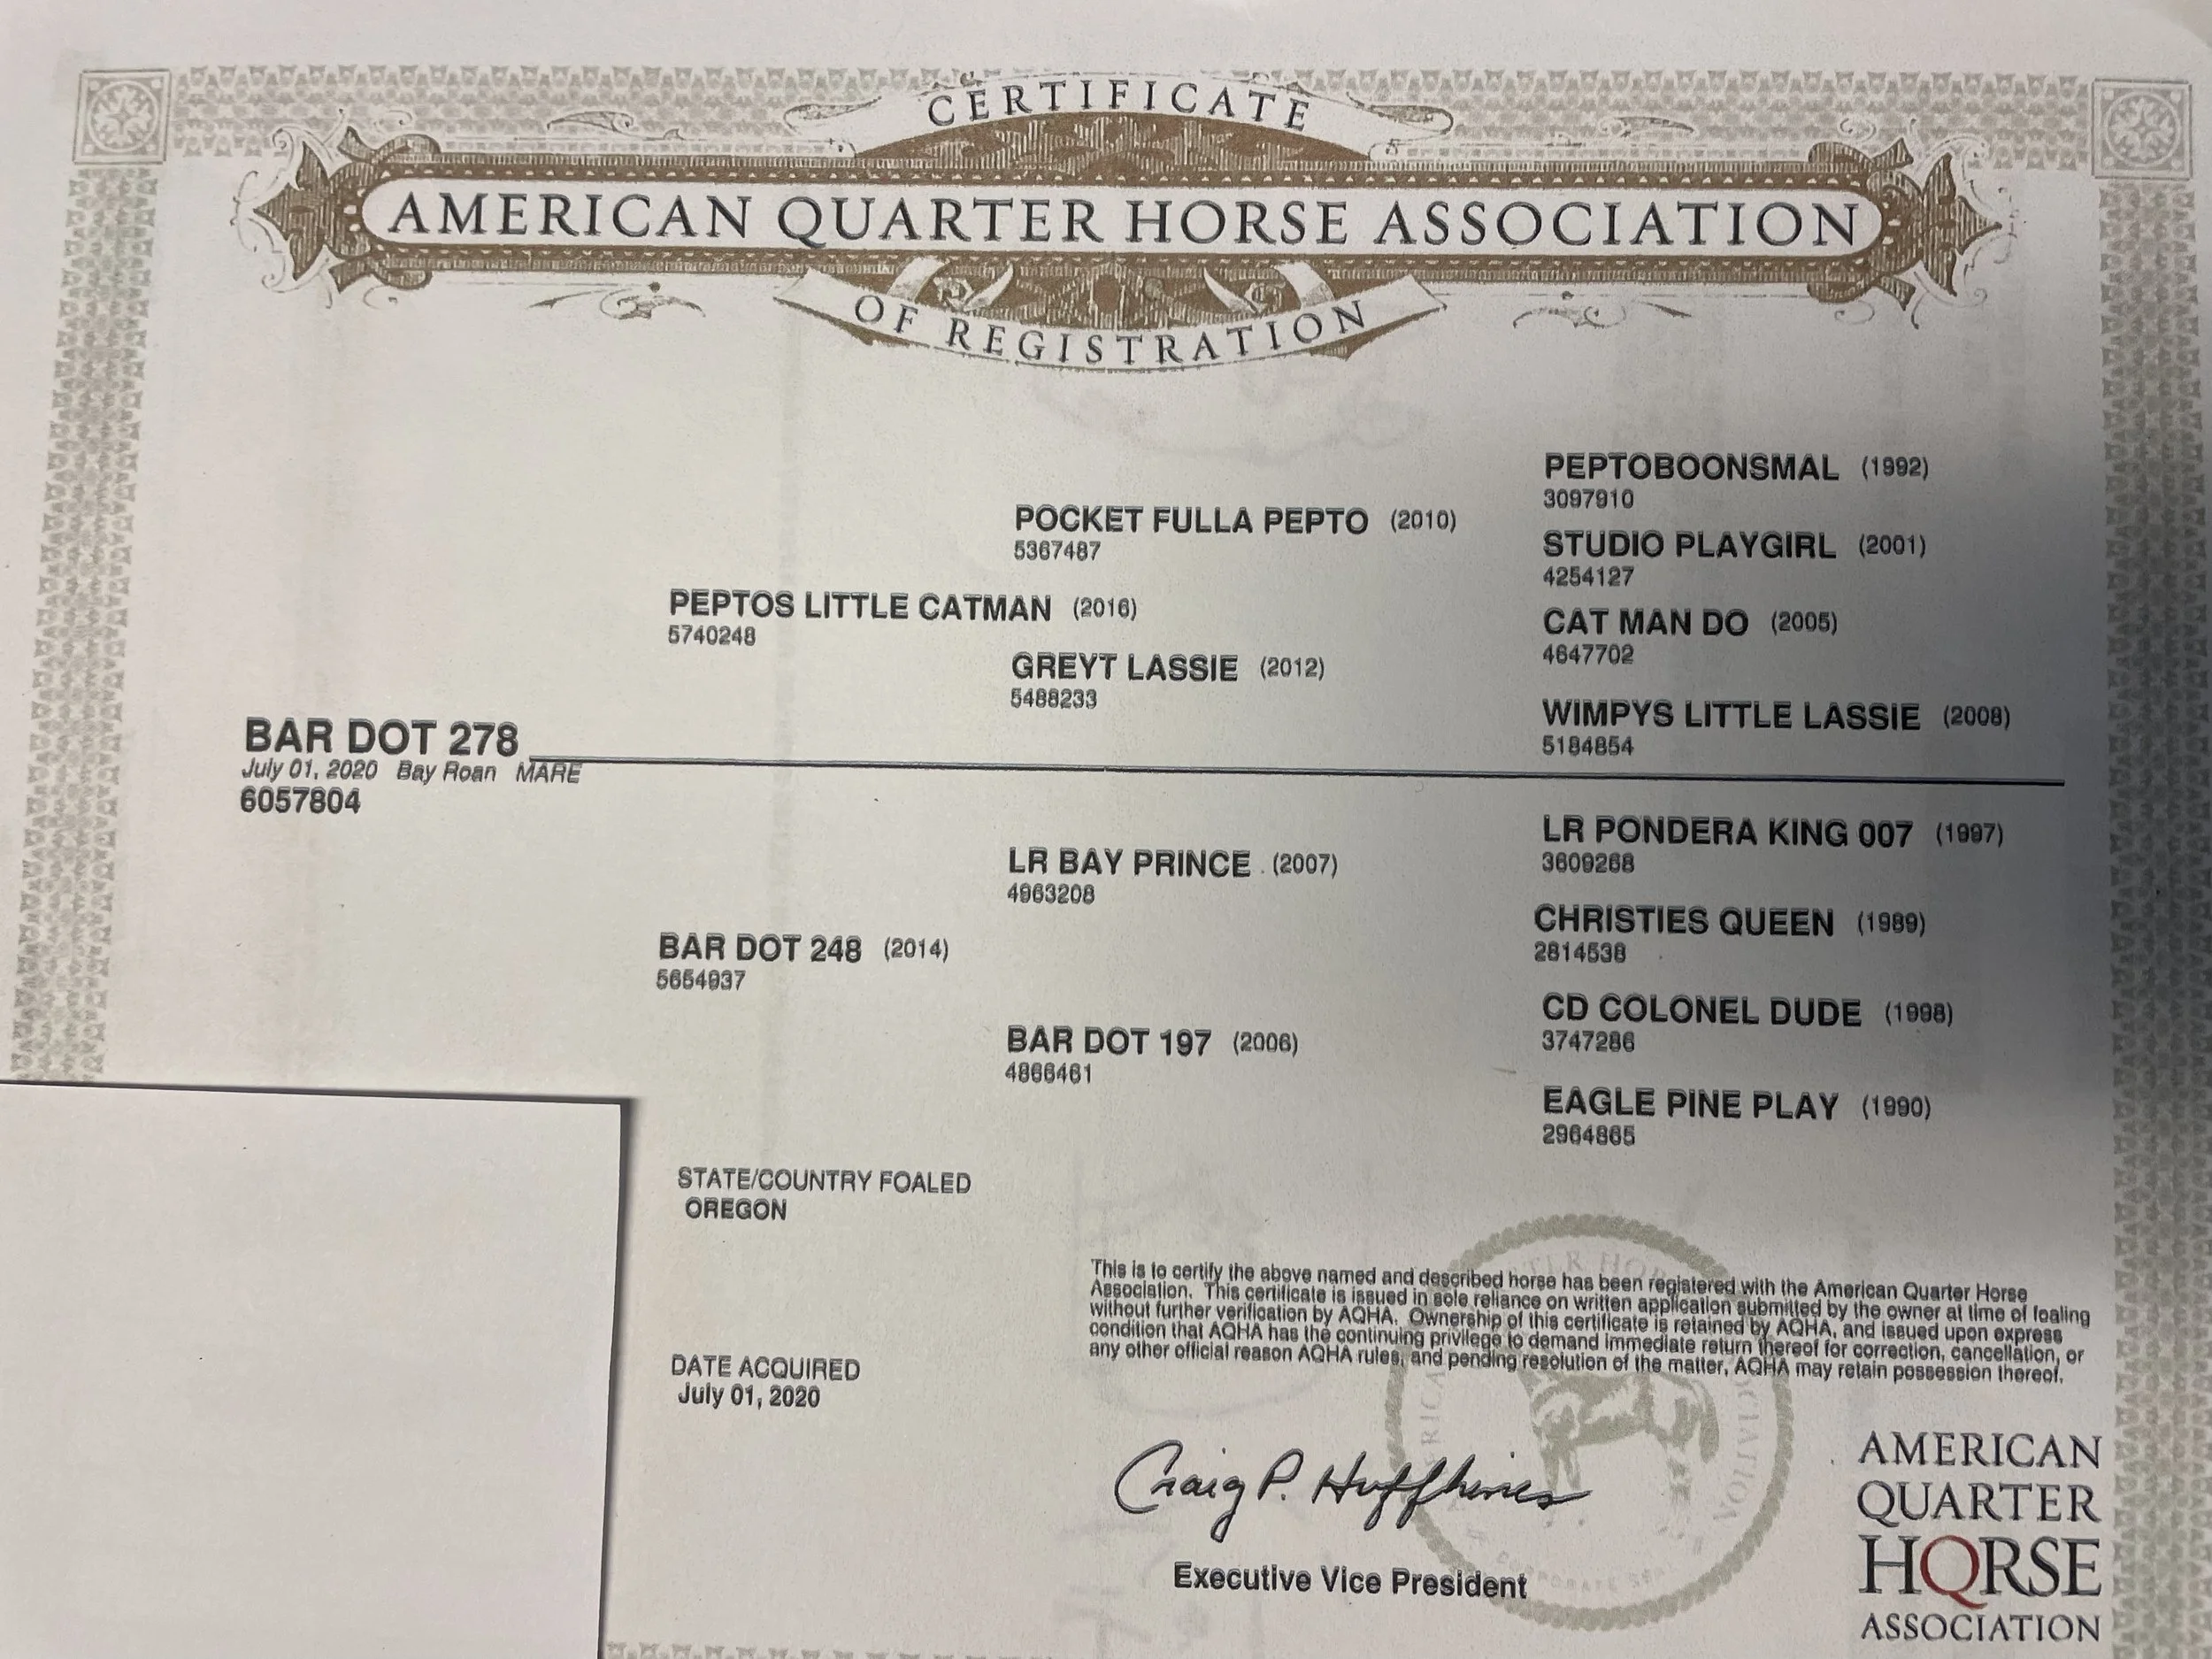 CERTIFICATE
AMERICAN QUARTER HORSE ASSOCIATION
OF REGISTRATION
PEPTOBOONSMAL (1992)
3097910
POCKET FULLA PEPTO (2010)
5367487
STUDIO PLAYGIRL (2001)
4254127
PEPTOS LITTLE CATMAN (2016)
5740248
CAT MAN DO (2005)
4647702
GREYT LASSIE (2012)
5488233
WIMPYS LITTLE LASSIE (2008)
5184854
BAR DOT 278
July 01, 2020 Bay Roan MARE
6057804
LR PONDERA KING 007 (1997)
3609268
LR BAY PRINCE (2007)
4963208
CHRISTIES QUEEN (1989)
2814538
BAR DOT 248 (2014)
5654937
CD COLONEL DUDE (1998)
3747286
BAR DOT 197 (2006)
4866461
EAGLE PINE PLAY (1990)
2964865
STATE/COUNTRY FOALED
OREGON
This is to certify the above named and described horse has been registered with the American Quarter Horse
Association. This certificate is issued in sole reliance on written application submitted by the owner at time of foaling
without further verification by AQHA. Ownership of this certificate is retained by AQHA, and issued upon express
condition that AQHA has the continuing privilege to demand immediate return thereof for correction, cancellation, or
any other official reason AQHA rules, and pending resolution of the matter, AQHA may retain possession thereof.
DATE ACQUIRED
July 01, 2020
Craig P. Huffhines
Executive Vice President
AMERICAN
QUARTER
HORSE
ASSOCIATION